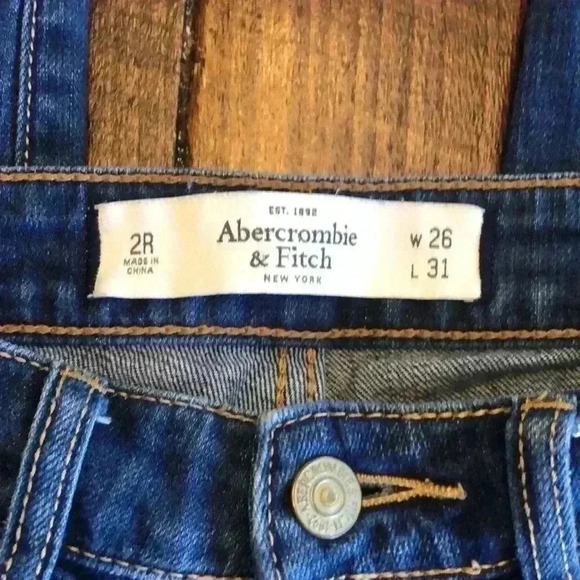 EST. 1892
2R
MADE IN
CHINA
Abercrombie
& Fitch
NEW YORK
W 26
L 31